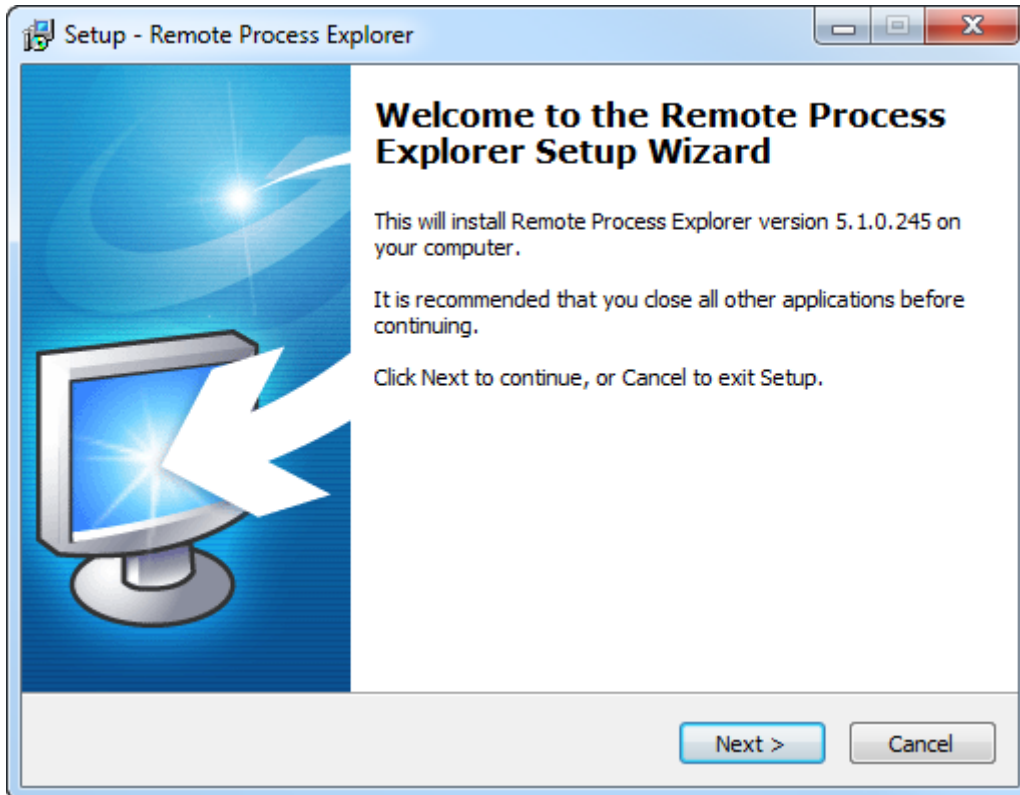 Setup - Remote Process Explorer
Welcome to the Remote Process
Explorer Setup Wizard
This will install Remote Process Explorer version 5.1.0.245 on
your computer.
It is recommended that you close all other applications before
continuing.
Click Next to continue, or Cancel to exit Setup.
Next >
Cancel